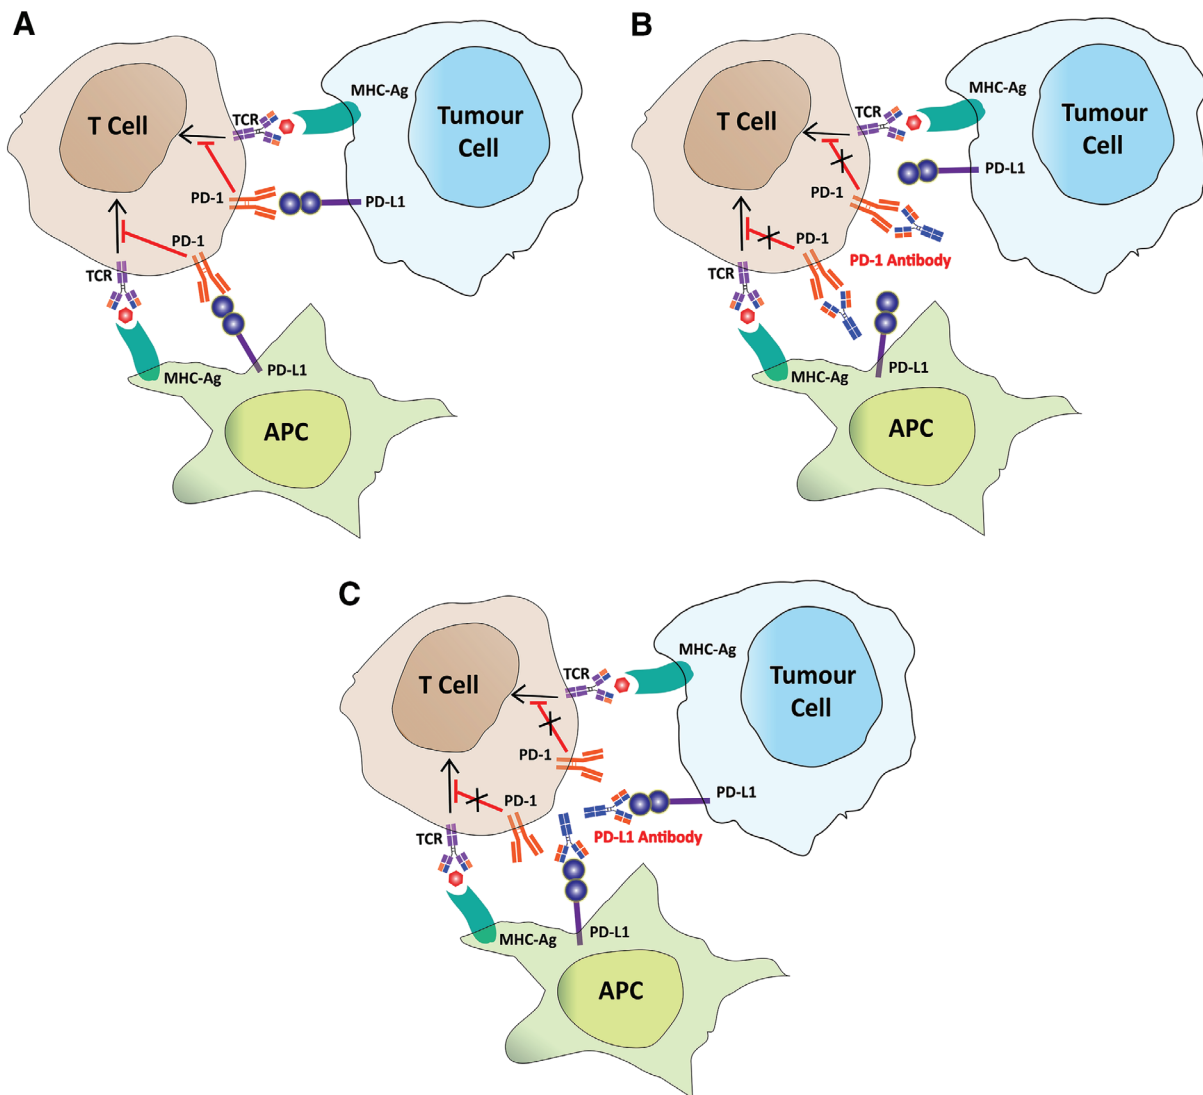 A
T Cell
TCR
MHC-Ag
Tumour
Cell
PD-1
PD-L1
PD-1
TCR
MHC-Ag
PD-L1
APC
B
T Cell
TCR
MHC-Ag
Tumour
Cell
PD-L1
PD-1
PD-1
PD-1 Antibody
TCR
MHC-Ag
PD-L1
APC
C
T Cell
TCR
MHC-Ag
Tumour
Cell
PD-1
PD-L1
PD-1
PD-L1 Antibody
TCR
MHC-Ag
PD-L1
APC